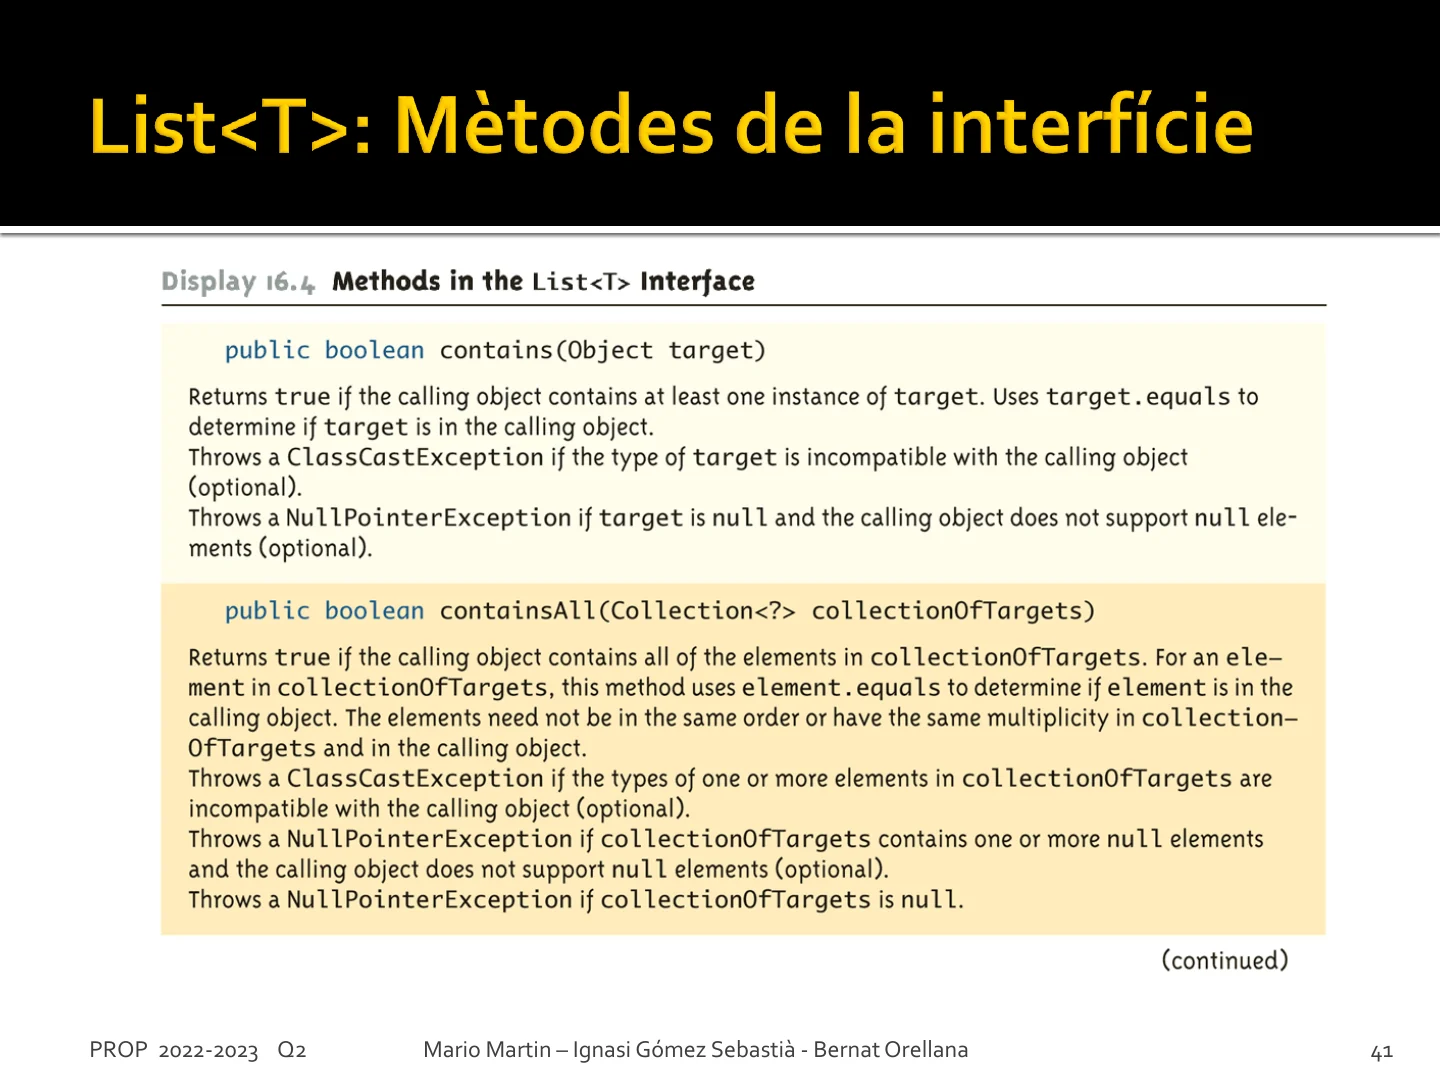 List<T>: Mètodes de la interfície
Display 16.4 Methods in the List<T> Interface
public boolean contains(Object target)
Returns true if the calling object contains at least one instance of target. Uses target.equals to
determine if target is in the calling object.
Throws a ClassCastException if the type of target is incompatible with the calling object
(optional).
Throws a NullPointerException if target is null and the calling object does not support null ele-
ments (optional).
public boolean containsAll(Collection<?> collectionOfTargets)
Returns true if the calling object contains all of the elements in collectionOfTargets. For an ele–
ment in collectionOfTargets, this method uses element.equals to determine if element is in the
calling object. The elements need not be in the same order or have the same multiplicity in collection–
OfTargets and in the calling object.
Throws a ClassCastException if the types of one or more elements in collectionOfTargets are
incompatible with the calling object (optional).
Throws a NullPointerException if collectionOfTargets contains one or more null elements
and the calling object does not support null elements (optional).
Throws a NullPointerException if collectionOfTargets is null.
(continued)
PROP 2022-2023 Q2 Mario Martin – Ignasi Gómez Sebastià - Bernat Orellana 41